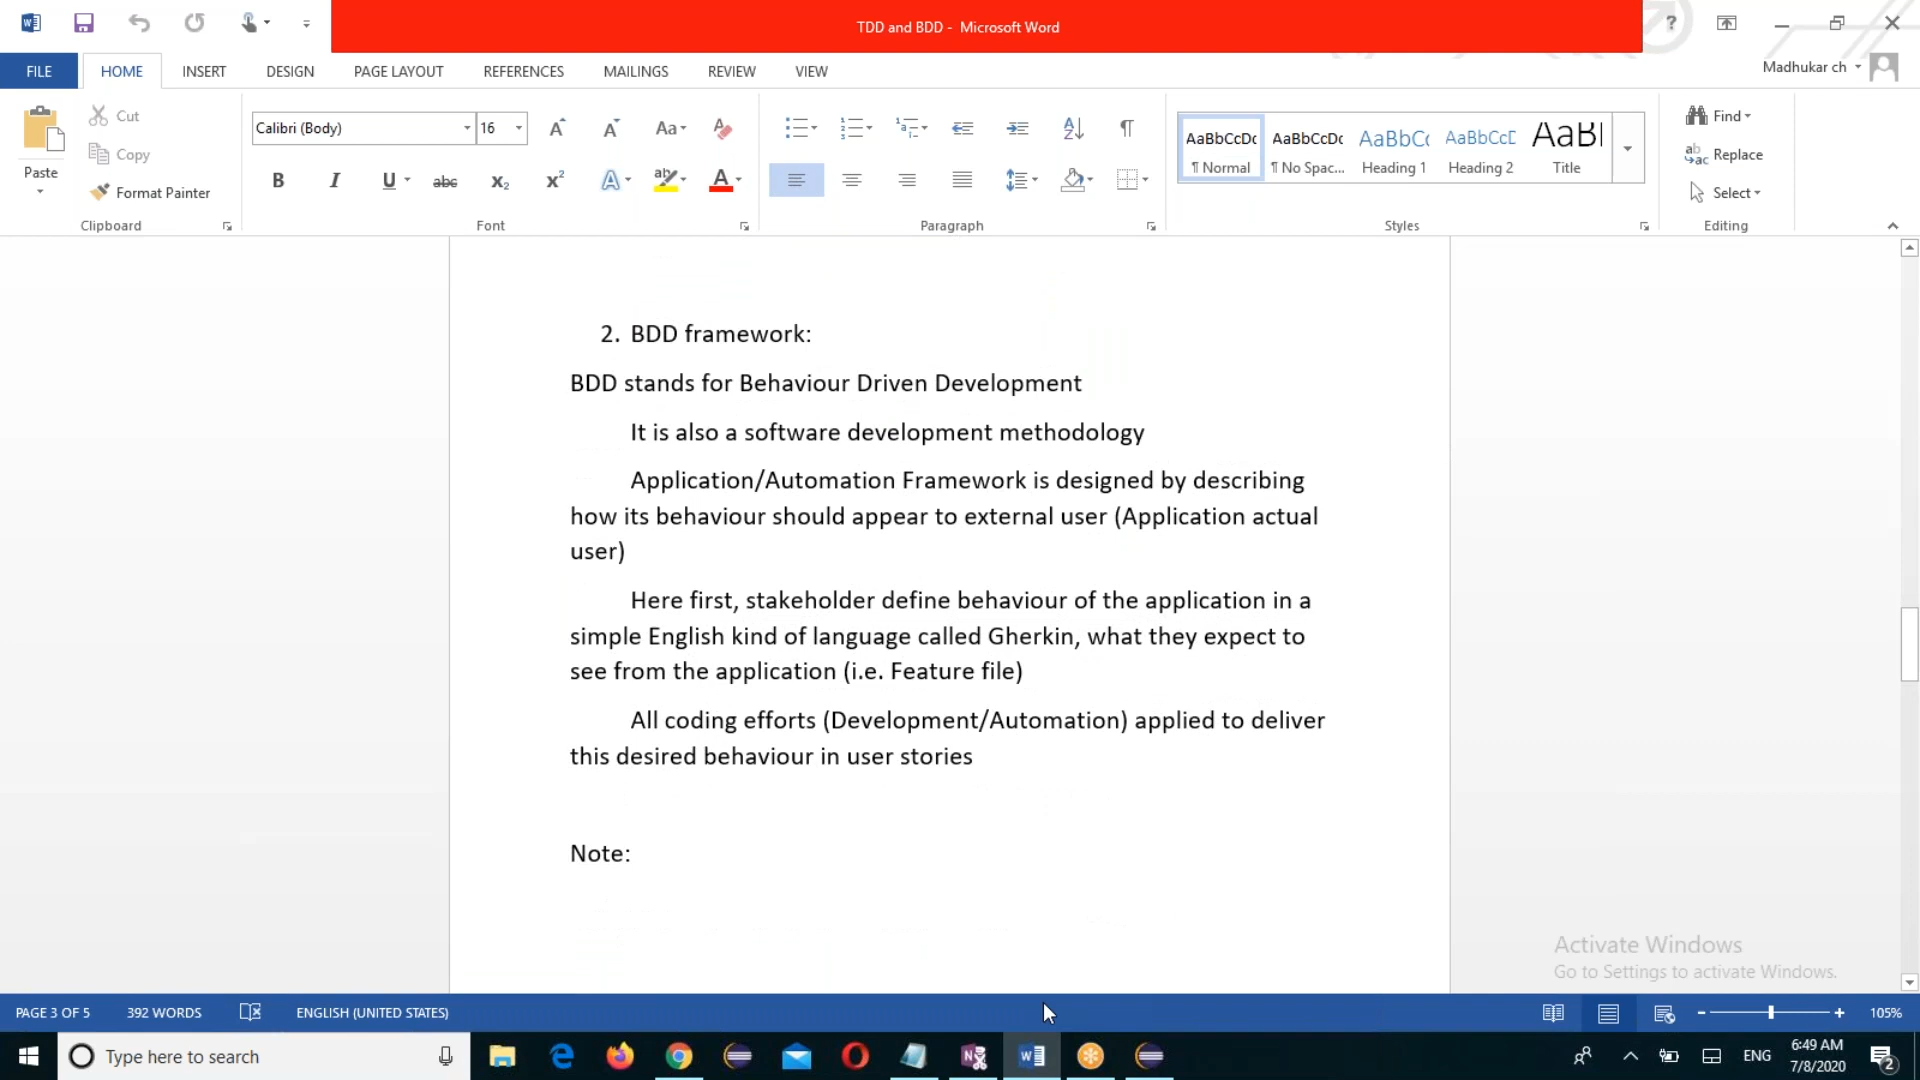 TDD and BDD - Microsoft Word
?
FILE HOME INSERT DESIGN PAGE LAYOUT REFERENCES MAILINGS REVIEW VIEW
Madhukar ch
Paste
Cut
Copy
Format Painter
Clipboard
Calibri (Body) 16
Font
Paragraph
AaBbCcDc AaBbCcDc AaBbC AaBbCcD AaB
¶ Normal ¶ No Spac... Heading 1 Heading 2 Title
Styles
Find
Replace
Select
Editing
2. BDD framework:
BDD stands for Behaviour Driven Development
It is also a software development methodology
Application/Automation Framework is designed by describing
how its behaviour should appear to external user (Application actual
user)
Here first, stakeholder define behaviour of the application in a
simple English kind of language called Gherkin, what they expect to
see from the application (i.e. Feature file)
All coding efforts (Development/Automation) applied to deliver
this desired behaviour in user stories
Note:
Activate Windows
Go to Settings to activate Windows.
PAGE 3 OF 5 392 WORDS ENGLISH (UNITED STATES) 105%
Type here to search
ENG
6:49 AM
7/8/2020
2